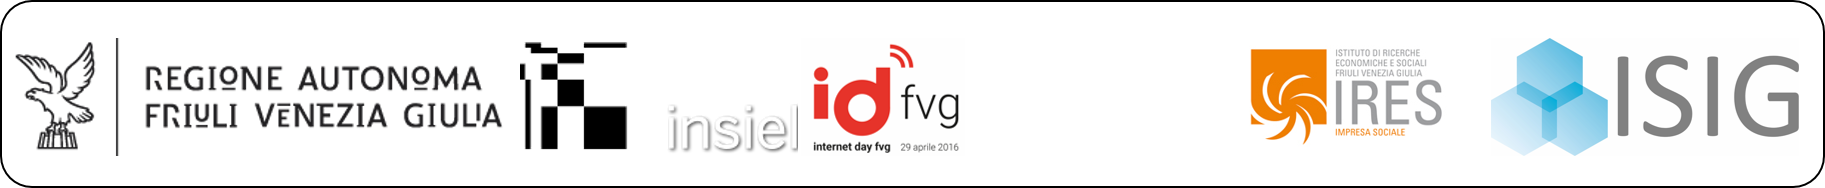 REGIONE AUTONOMA
FRIULI VENEZIA GIULIA
insiel
id fvg
internet day fvg 29 aprile 2016
ISTITUTO DI RICERCHE
ECONOMICHE E SOCIALI
FRIULI VENEZIA GIULIA
IRES
IMPRESA SOCIALE
ISIG